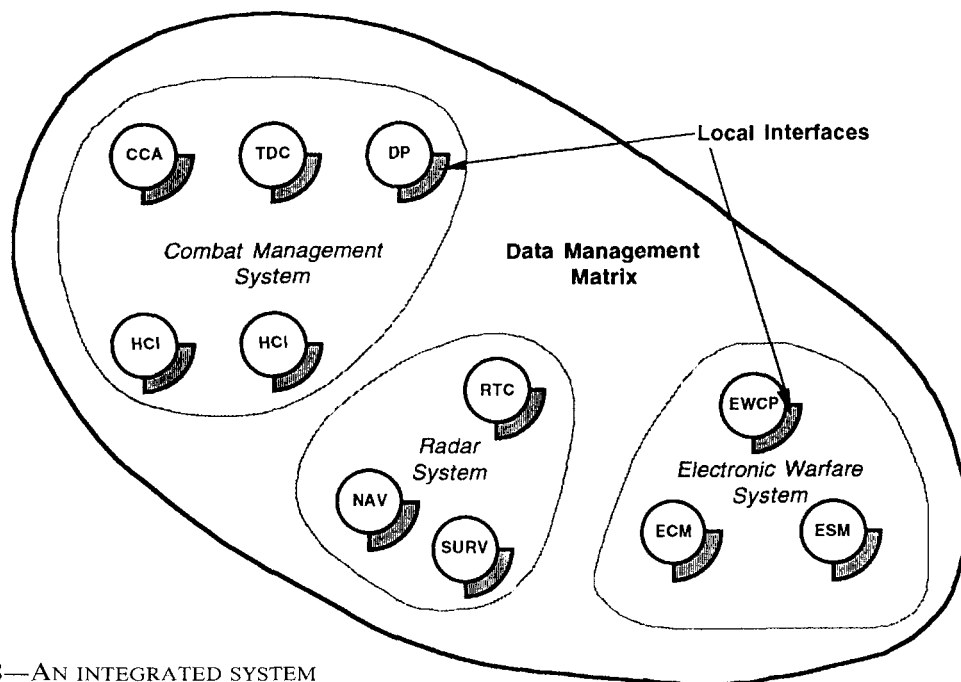 CCA
TDC
DP
Local Interfaces
Combat Management
System
Data Management
Matrix
HCI
HCI
RTC
EWCP
Radar
System
Electronic Warfare
System
NAV
SURV
ECM
ESM
—AN INTEGRATED SYSTEM